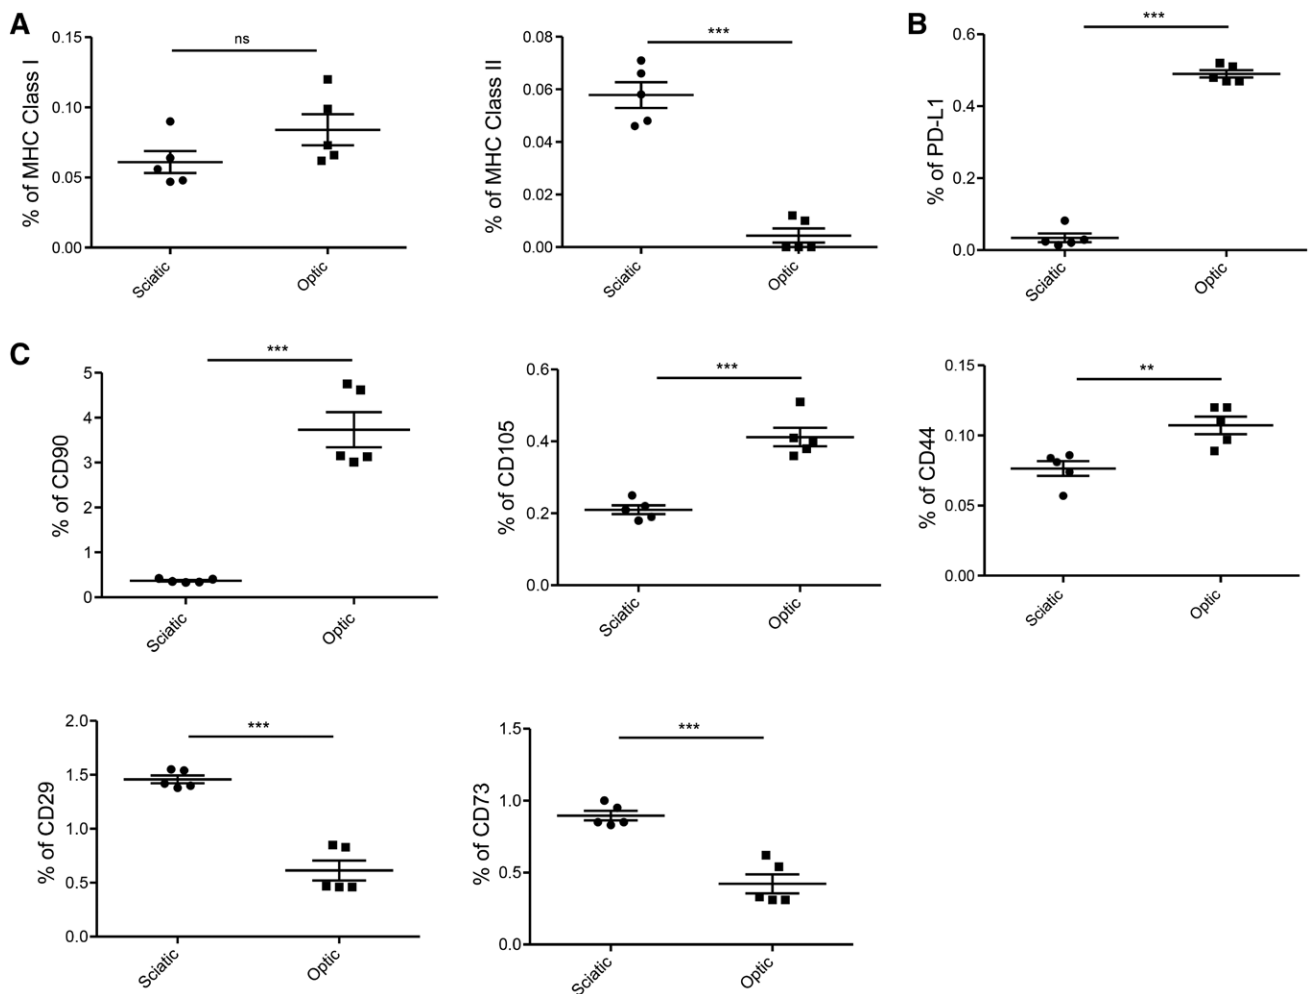 A
% of MHC Class I
0.15
0.10
0.05
0.00
ns
Sciatic
Optic
% of MHC Class II
0.08
0.06
0.04
0.02
0.00
***
Sciatic
Optic
B
% of PD-L1
0.6
0.4
0.2
0.0
***
Sciatic
Optic
C
% of CD90
5
4
3
2
1
0
***
Sciatic
Optic
% of CD105
0.6
0.4
0.2
0.0
***
Sciatic
Optic
% of CD44
0.15
0.10
0.05
0.00
**
Sciatic
Optic
% of CD29
2.0
1.5
1.0
0.5
0.0
***
Sciatic
Optic
% of CD73
1.5
1.0
0.5
0.0
***
Sciatic
Optic